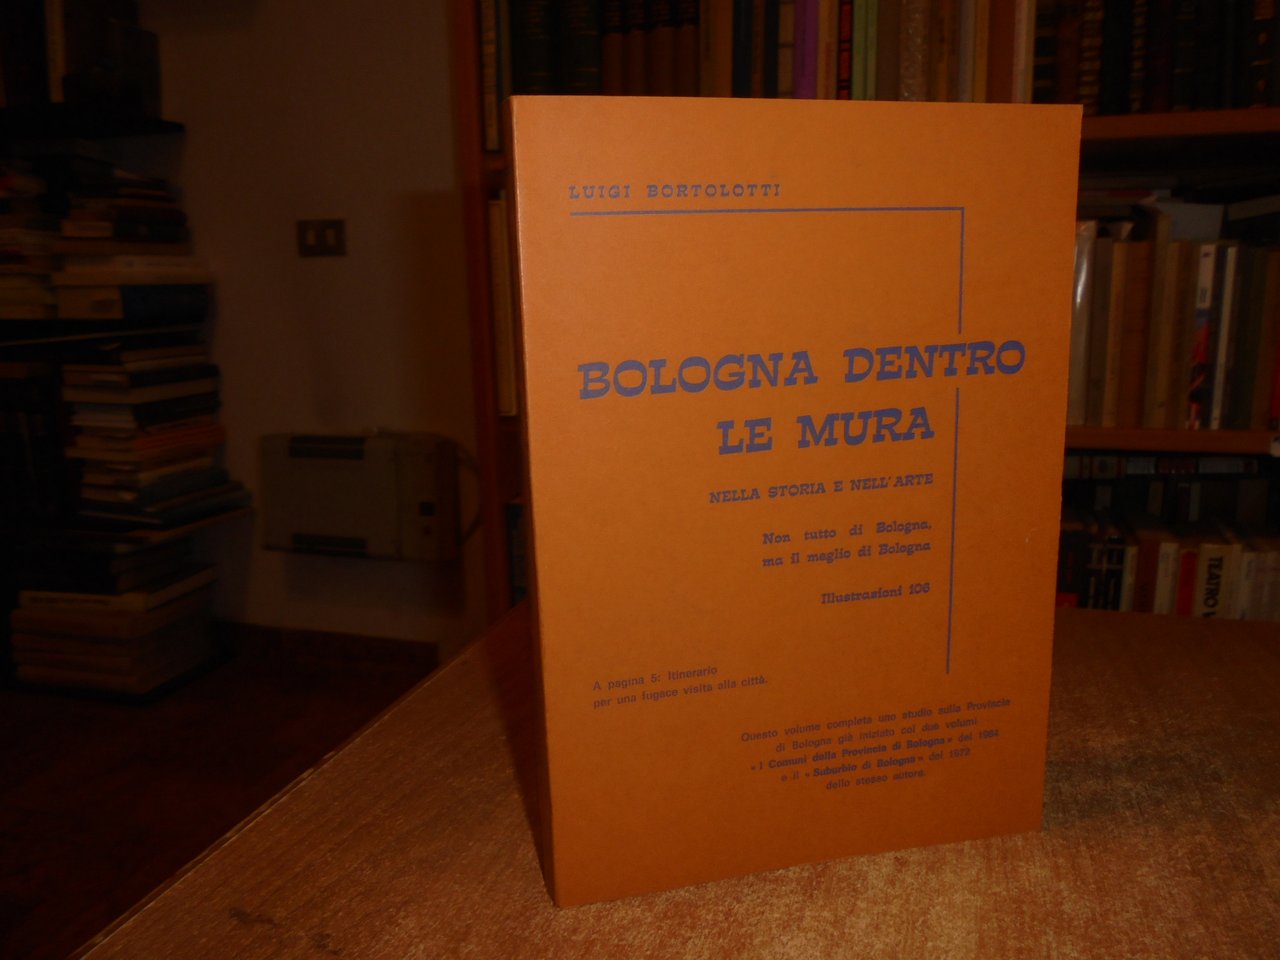 LUIGI BORTOLOTTI
BOLOGNA DENTRO
LE MURA
NELLA STORIA E NELL'ARTE
Non tutto di Bologna,
ma il meglio di Bologna
Illustrazioni 106
A pagina 5: Itinerario
per una fugace visita alla città.
Questo volume completa uno studio sulla Provincia
di Bologna già iniziato coi due volumi
« I Comuni della Provincia di Bologna » del 1964
e il « Suburbio di Bologna » del 1972
dello stesso autore.
TEATRO